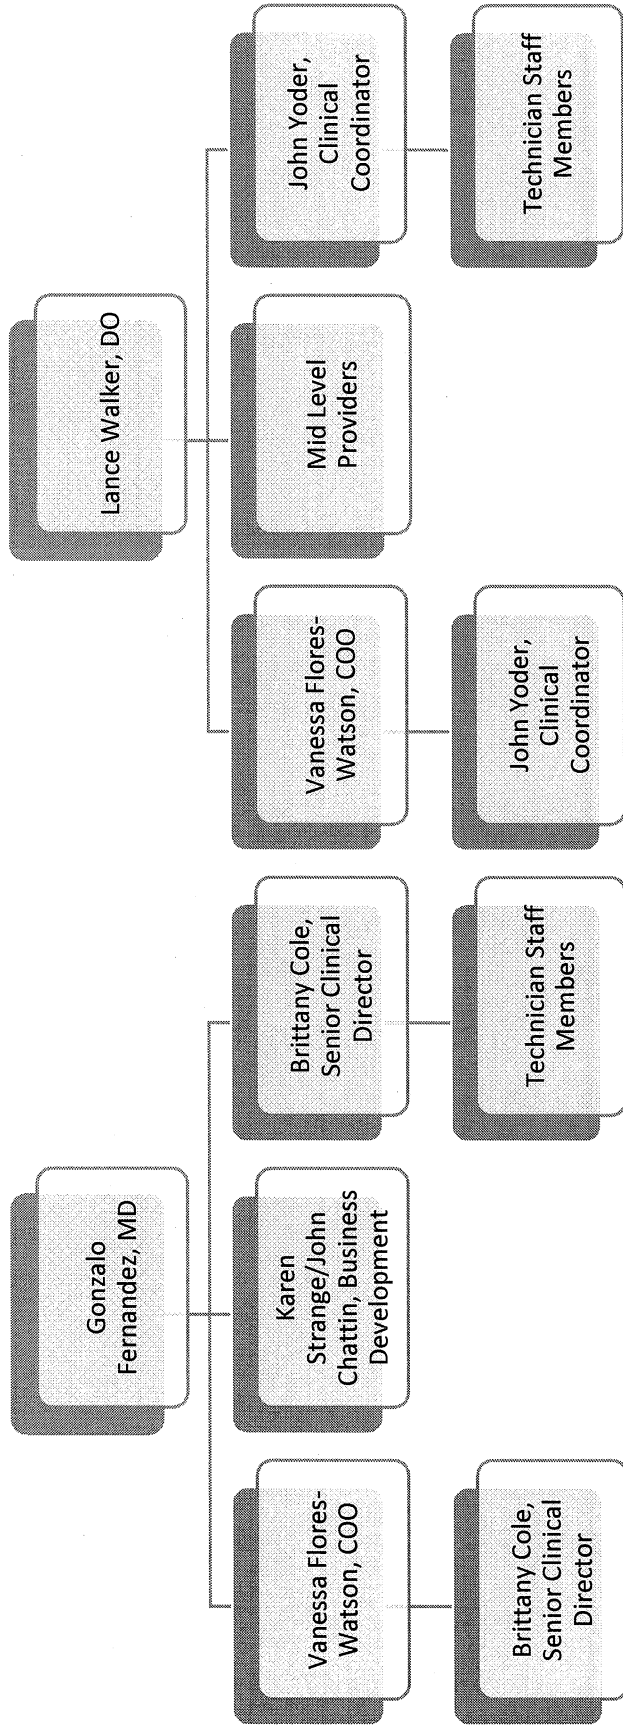 Gonzalo
Fernandez, MD
Vanessa Flores-
Watson, COO
Brittany Cole,
Senior Clinical
Director
Karen
Strange/John
Chattin, Business
Development
Brittany Cole,
Senior Clinical
Director
Technician Staff
Members
Lance Walker, DO
Vanessa Flores-
Watson, COO
John Yoder,
Clinical
Coordinator
Mid Level
Providers
John Yoder,
Clinical
Coordinator
Technician Staff
Members